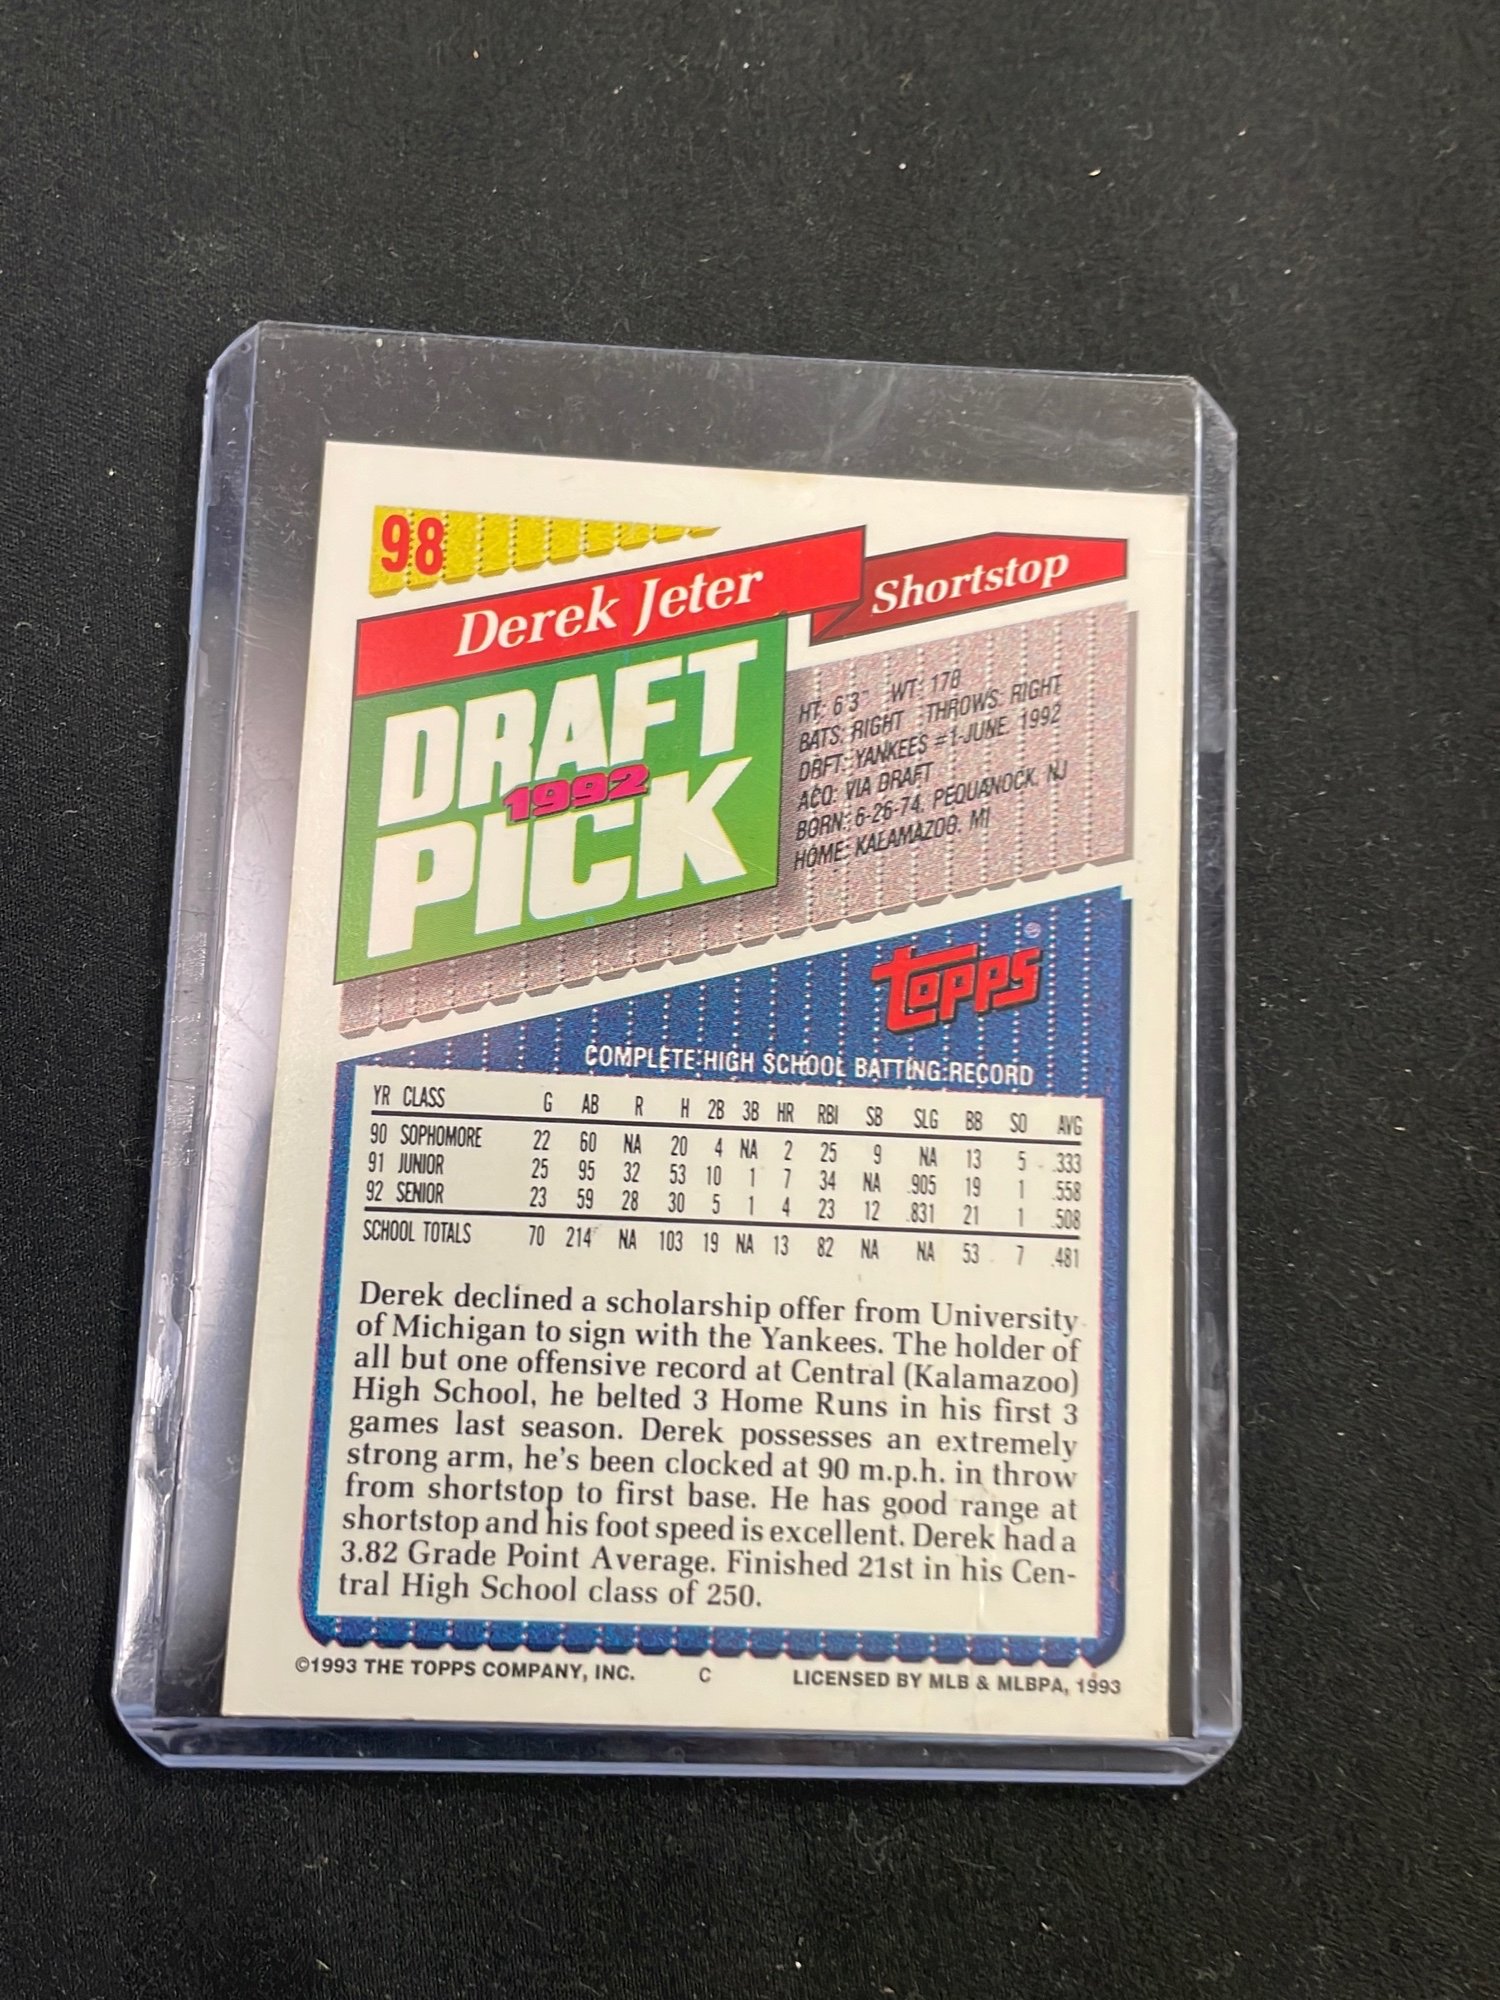 98
Derek Jeter
Shortstop
DRAFT
1992
PICK
HT: 6'3" WT: 178
BATS: RIGHT THROWS: RIGHT
DRFT: YANKEES #1-JUNE, 1992
ACQ: VIA DRAFT
BORN: 6-26-74, PEQUANOCK, NJ
HOME: KALAMAZOO, MI
TOPPS ®
COMPLETE HIGH SCHOOL BATTING RECORD
YR CLASS G AB R H 2B 3B HR RBI SB SLG BB SO AVG
90 SOPHOMORE 22 60 NA 20 4 NA 2 25 9 NA 13 5 .333
91 JUNIOR 25 95 32 53 10 1 7 34 NA .905 19 1 .558
92 SENIOR 23 59 28 30 5 1 4 23 12 .831 21 1 .508
SCHOOL TOTALS 70 214 NA 103 19 NA 13 82 NA NA 53 7 .481
Derek declined a scholarship offer from University
of Michigan to sign with the Yankees. The holder of
all but one offensive record at Central (Kalamazoo)
High School, he belted 3 Home Runs in his first 3
games last season. Derek possesses an extremely
strong arm, he's been clocked at 90 m.p.h. in throw
from shortstop to first base. He has good range at
shortstop and his foot speed is excellent. Derek had a
3.82 Grade Point Average. Finished 21st in his Cen-
tral High School class of 250.
©1993 THE TOPPS COMPANY, INC. C LICENSED BY MLB & MLBPA, 1993